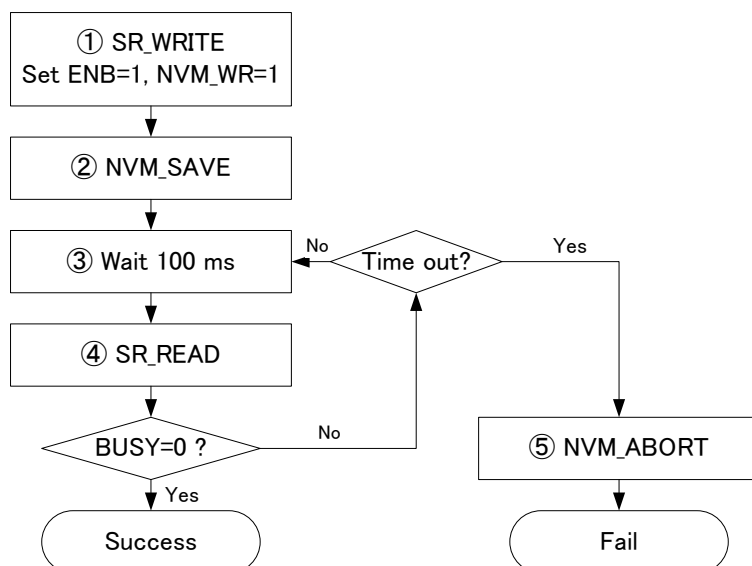 ① SR_WRITE
Set ENB=1, NVM_WR=1
② NVM_SAVE
③ Wait 100 ms
No
Time out?
Yes
④ SR_READ
BUSY=0 ?
No
⑤ NVM_ABORT
Yes
Success
Fail